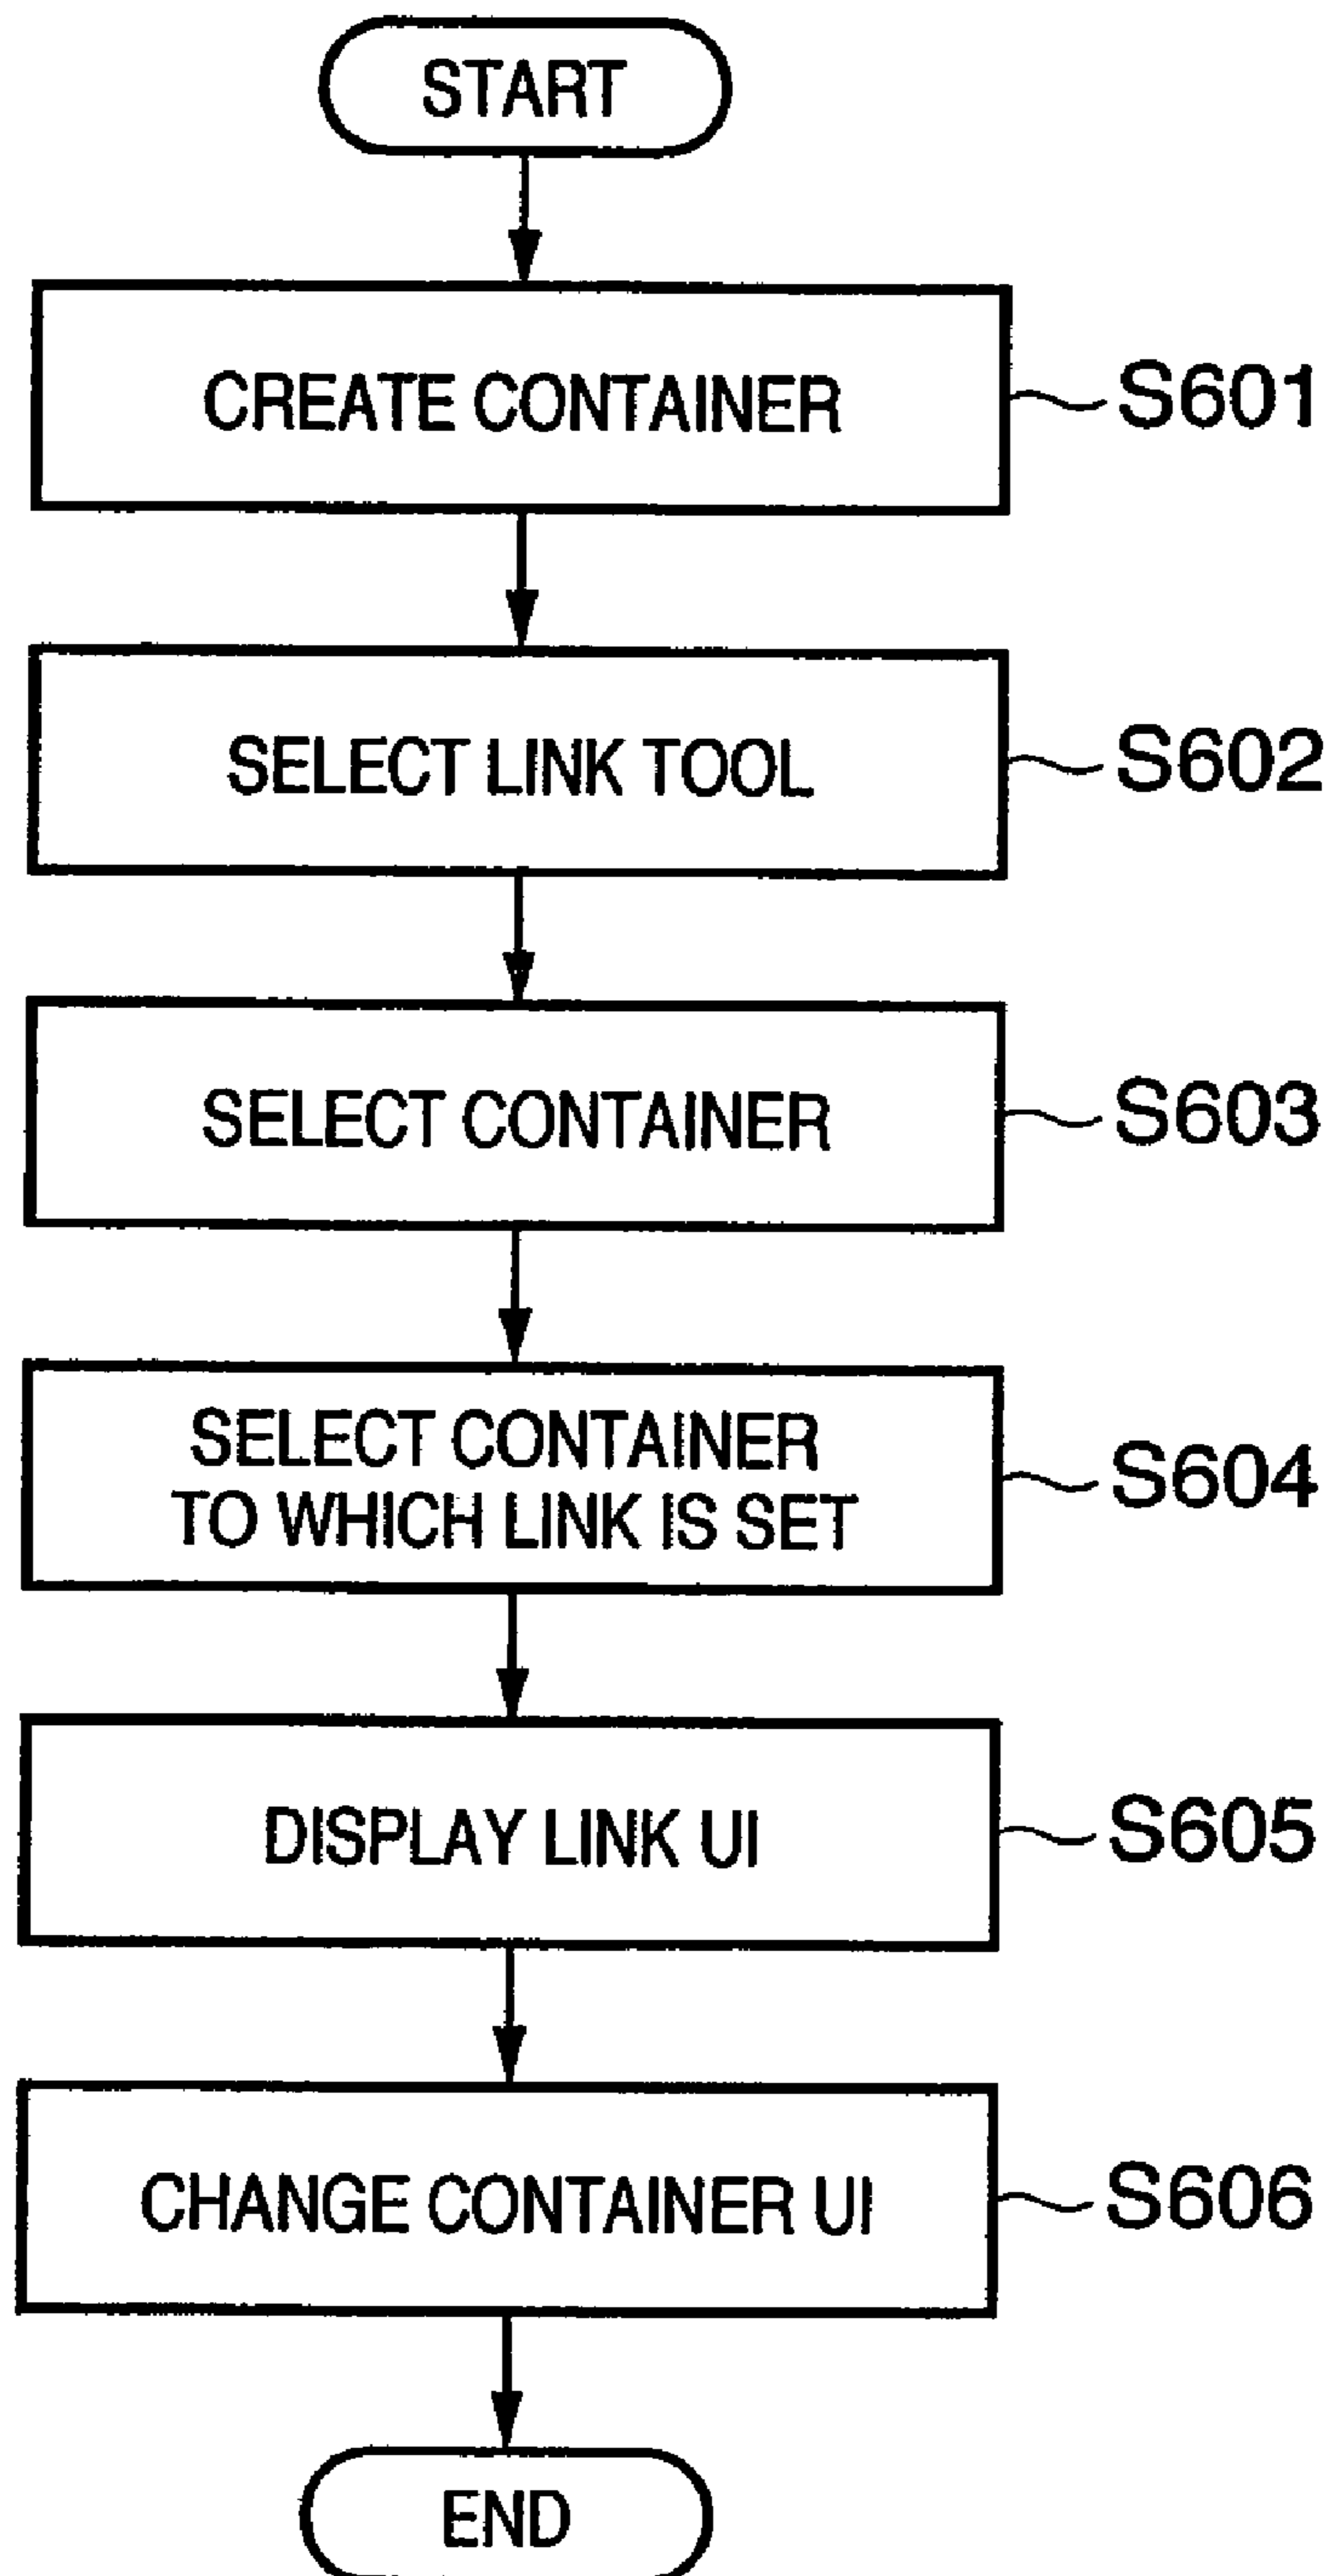 START
CREATE CONTAINER
S601
SELECT LINK TOOL
S602
SELECT CONTAINER
S603
SELECT CONTAINER
TO WHICH LINK IS SET
S604
DISPLAY LINK UI
S605
CHANGE CONTAINER UI
S606
END